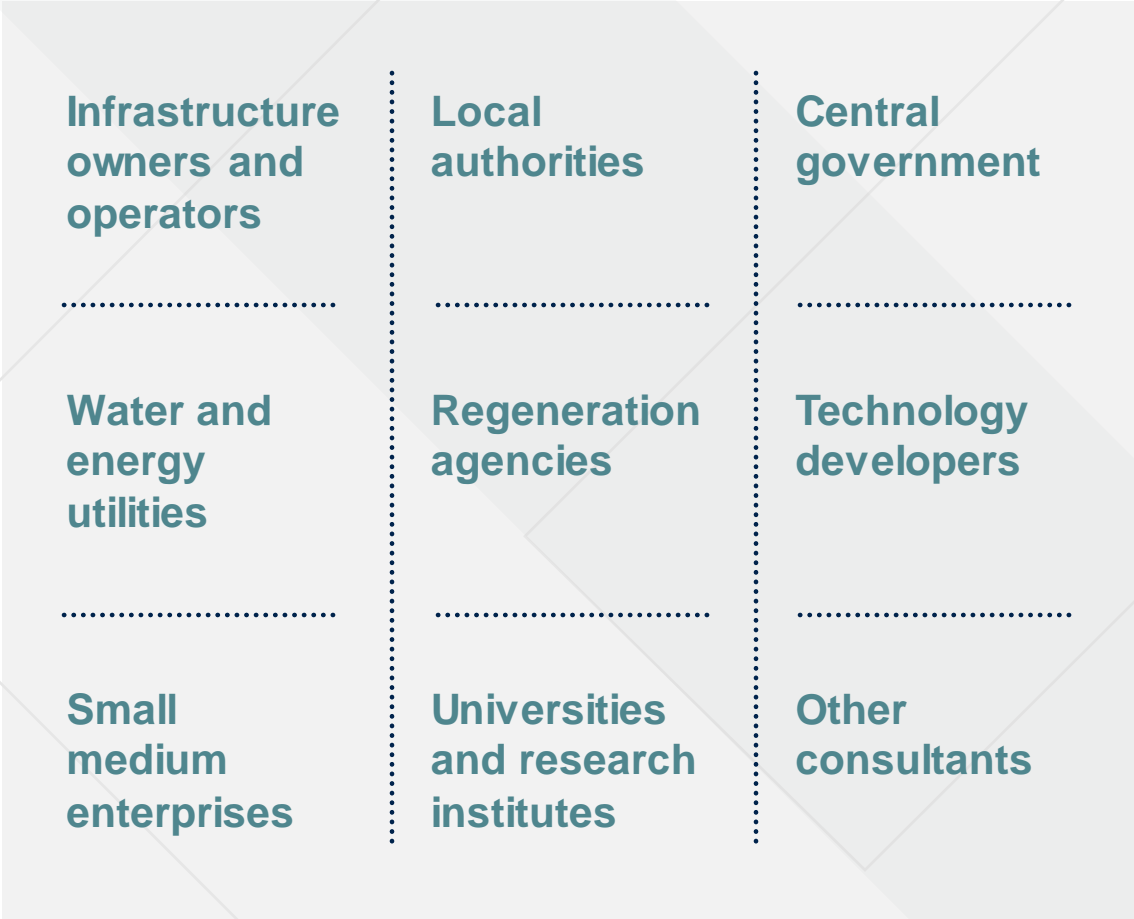 Infrastructure
owners and
operators
Local
authorities
Central
government
Water and
energy
utilities
Regeneration
agencies
Technology
developers
Small
medium
enterprises
Universities
and research
institutes
Other
consultants